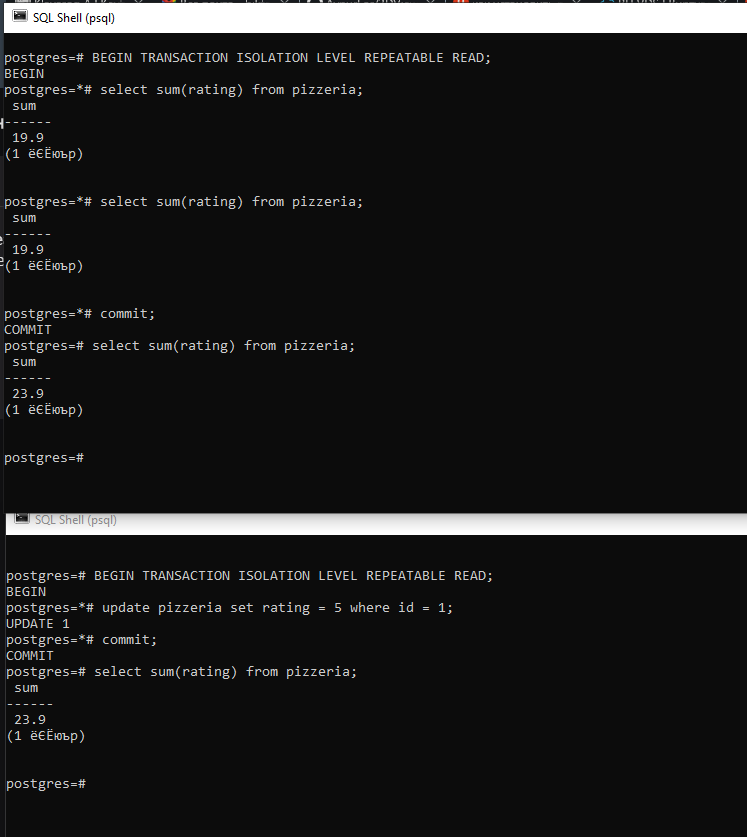 SQL Shell (psql)
postgres=# BEGIN TRANSACTION ISOLATION LEVEL REPEATABLE READ;
BEGIN
postgres=*# select sum(rating) from pizzeria;
sum
------
19.9
(1 ёЄЁюър)
postgres=*# select sum(rating) from pizzeria;
sum
------
19.9
(1 ёЄЁюър)
postgres=*# commit;
COMMIT
postgres=# select sum(rating) from pizzeria;
sum
------
23.9
(1 ёЄЁюър)
postgres=#
SQL Shell (psql)
postgres=# BEGIN TRANSACTION ISOLATION LEVEL REPEATABLE READ;
BEGIN
postgres=*# update pizzeria set rating = 5 where id = 1;
UPDATE 1
postgres=*# commit;
COMMIT
postgres=# select sum(rating) from pizzeria;
sum
------
23.9
(1 ёЄЁюър)
postgres=#